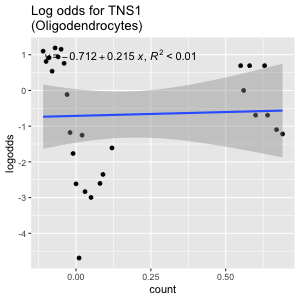 Log odds for TNS1
(Oligodendrocytes)
y = −0.712 + 0.215 x, R² < 0.01
1
0
-1
-2
-3
-4
logodds
0.00 0.25 0.50
count